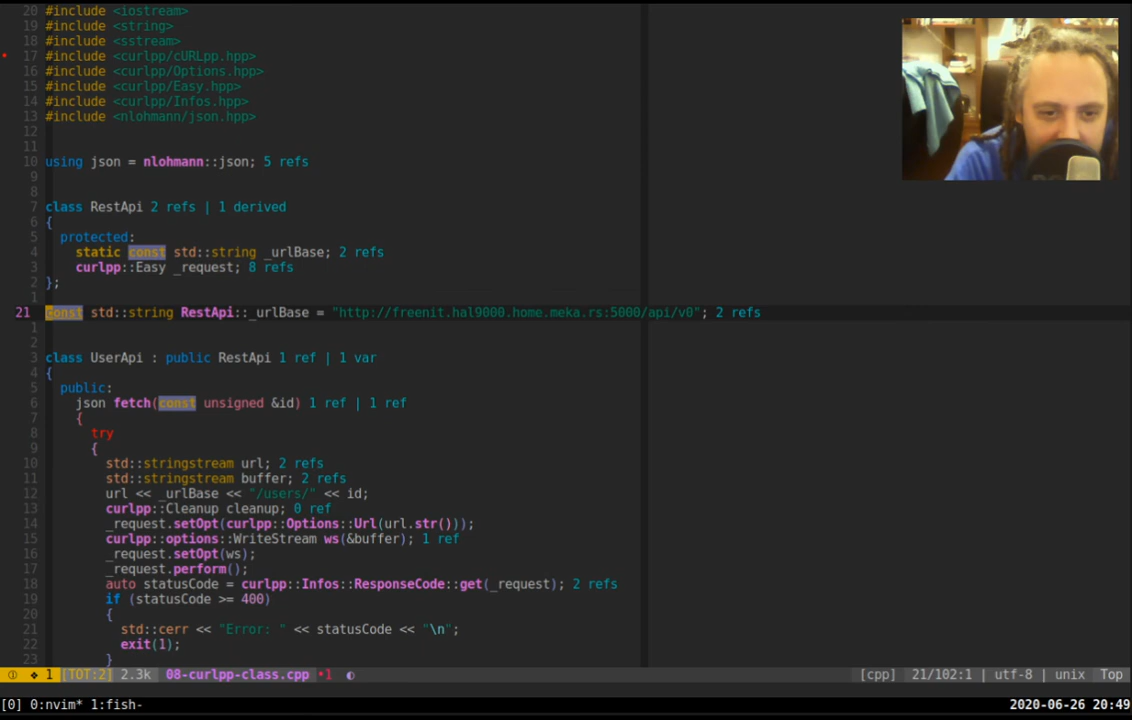 20 #include <iostream>
19 #include <string>
18 #include <sstream>
• 17 #include <curlpp/cURLpp.hpp>
16 #include <curlpp/Options.hpp>
15 #include <curlpp/Easy.hpp>
14 #include <curlpp/Infos.hpp>
13 #include <nlohmann/json.hpp>
12
11
10 using json = nlohmann::json; 5 refs
9
8
7 class RestApi 2 refs | 1 derived
6 {
5 protected:
4 static const std::string _urlBase; 2 refs
3 curlpp::Easy _request; 8 refs
2 };
1
21 const std::string RestApi::_urlBase = "http://freenit.hal9000.home.meka.rs:5000/api/v0"; 2 refs
1
2
3 class UserApi : public RestApi 1 ref | 1 var
4 {
5 public:
6 json fetch(const unsigned &id) 1 ref | 1 ref
7 {
8 try
9 {
10 std::stringstream url; 2 refs
11 std::stringstream buffer; 2 refs
12 url << _urlBase << "/users/" << id;
13 curlpp::Cleanup cleanup; 0 ref
14 _request.setOpt(curlpp::Options::Url(url.str()));
15 curlpp::options::WriteStream ws(&buffer); 1 ref
16 _request.setOpt(ws);
17 _request.perform();
18 auto statusCode = curlpp::Infos::ResponseCode::get(_request); 2 refs
19 if (statusCode >= 400)
20 {
21 std::cerr << "Error: " << statusCode << "\n";
22 exit(1);
23 }
① ❖ 1 [TOT:2] 2.3k 08-curlpp-class.cpp •1 ◐ [cpp] 21/102:1 | utf-8 | unix Top
[0] 0:nvim* 1:fish- 2020-06-26 20:49